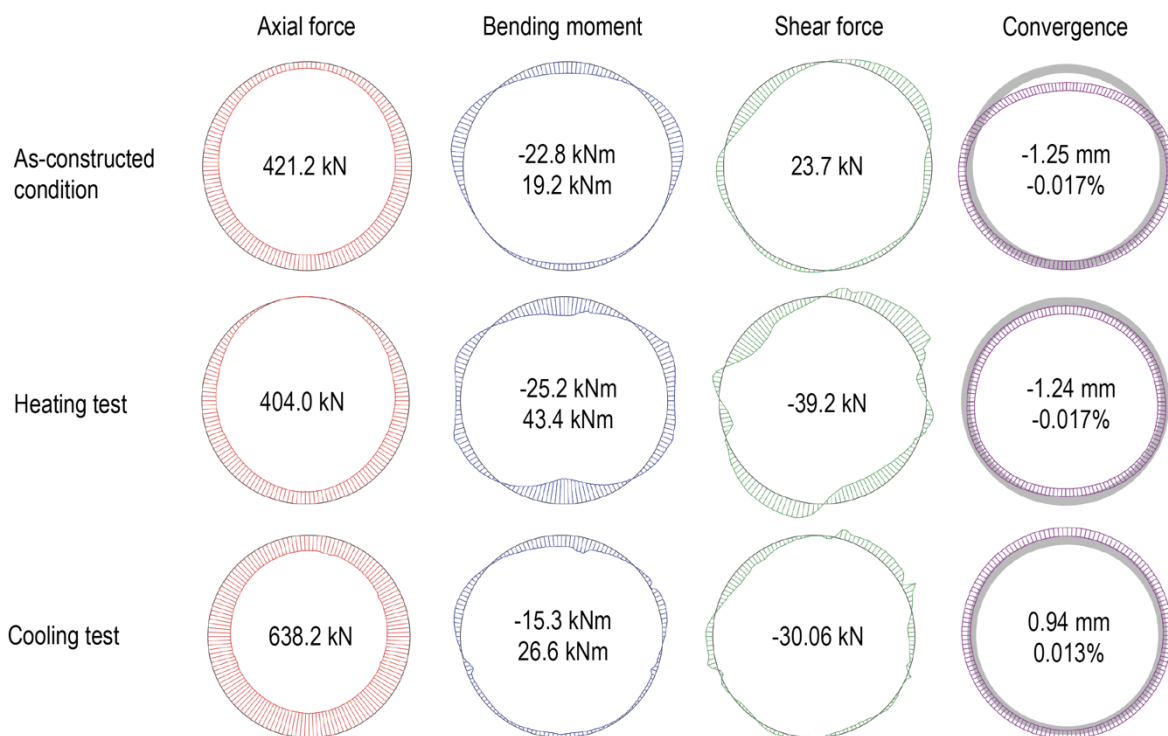 Axial force
Bending moment
Shear force
Convergence
As-constructed
condition
421.2 kN
-22.8 kNm
19.2 kNm
23.7 kN
-1.25 mm
-0.017%
Heating test
404.0 kN
-25.2 kNm
43.4 kNm
-39.2 kN
-1.24 mm
-0.017%
Cooling test
638.2 kN
-15.3 kNm
26.6 kNm
-30.06 kN
0.94 mm
0.013%